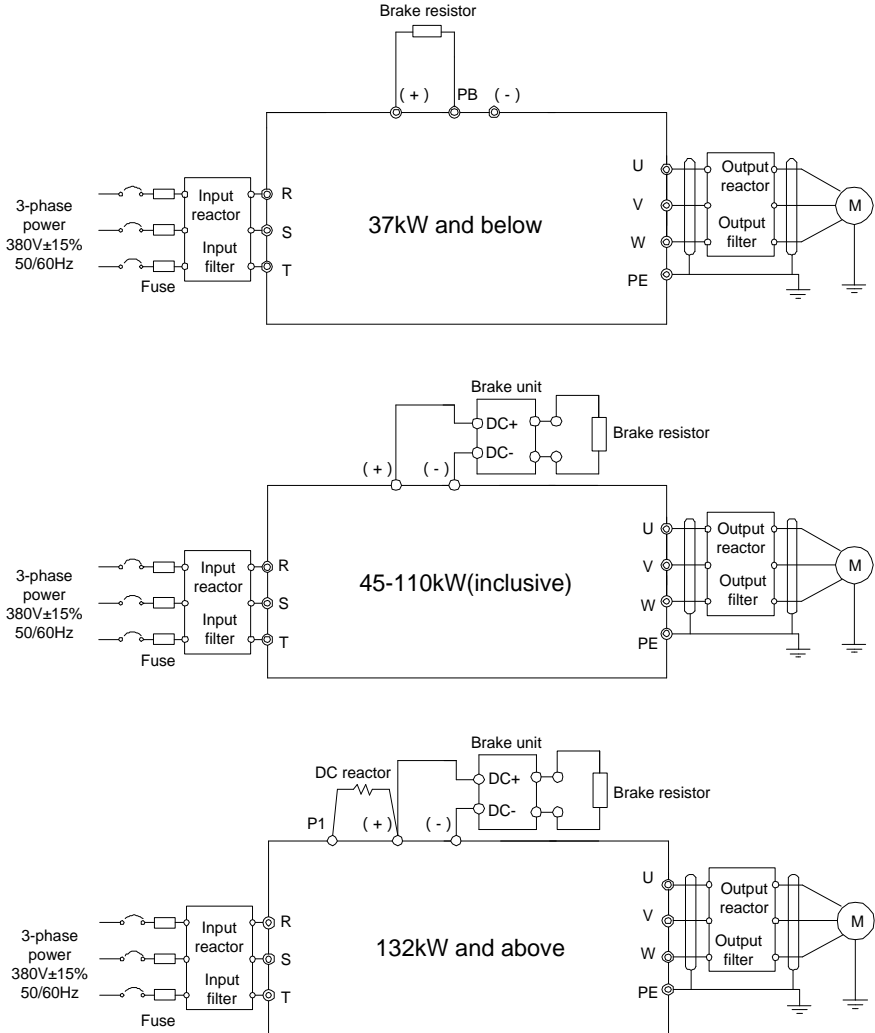 Brake resistor
( + )
PB
( - )
3-phase
power
380V±15%
50/60Hz
Fuse
Input
reactor
Input
filter
R
S
T
37kW and below
U
V
W
PE
Output
reactor
Output
filter
M
Brake unit
DC+
DC-
Brake resistor
( + )
( - )
3-phase
power
380V±15%
50/60Hz
Fuse
Input
reactor
Input
filter
R
S
T
45-110kW(inclusive)
U
V
W
PE
Output
reactor
Output
filter
M
Brake unit
DC reactor
DC+
DC-
Brake resistor
P1
( + )
( - )
3-phase
power
380V±15%
50/60Hz
Fuse
Input
reactor
Input
filter
R
S
T
132kW and above
U
V
W
PE
Output
reactor
Output
filter
M